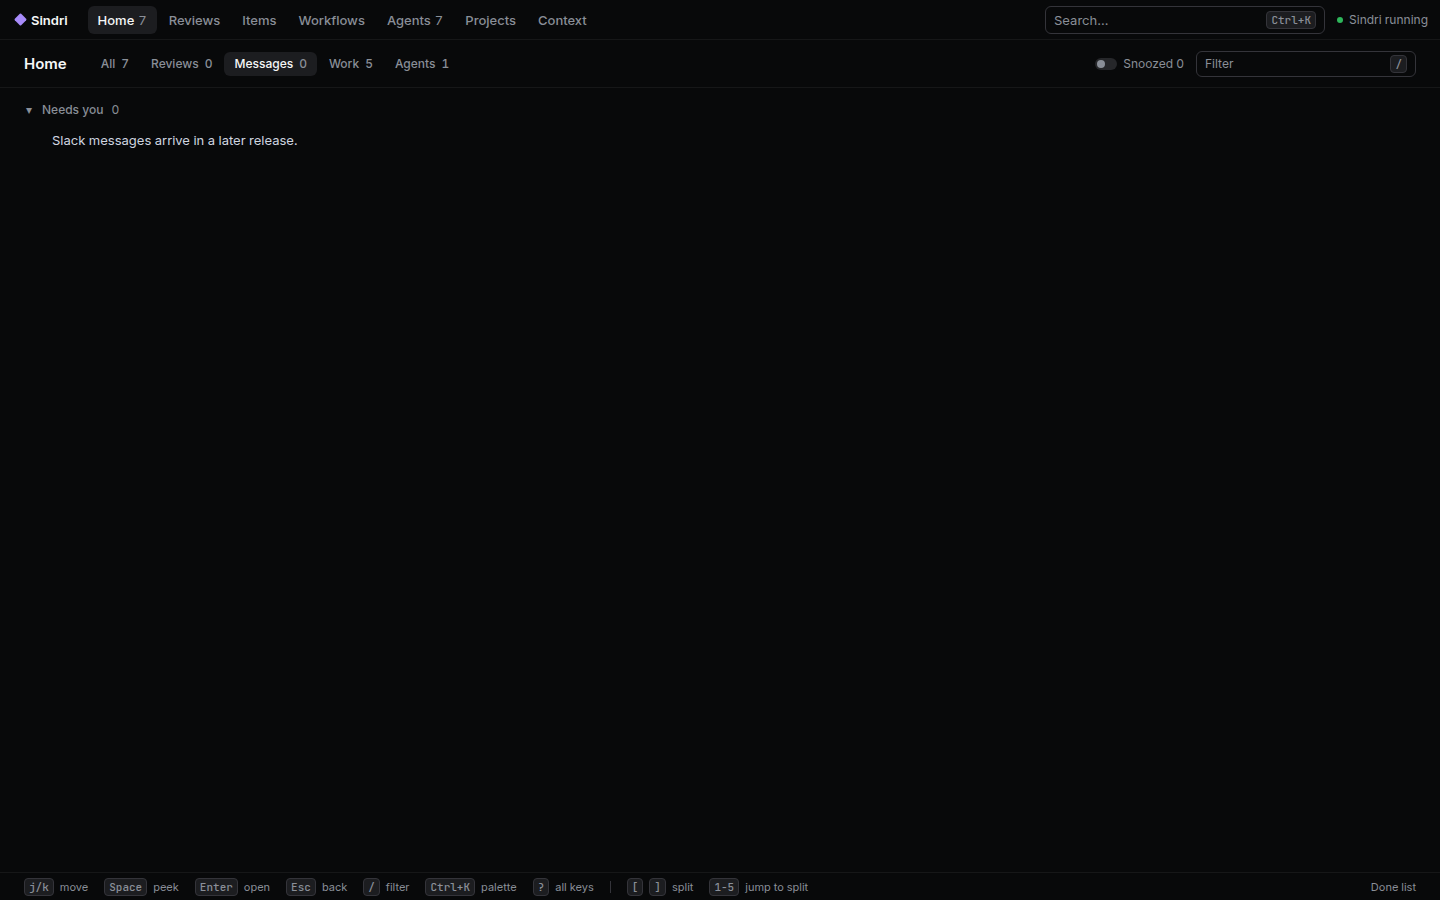 Sindri Home 7 Reviews Items Workflows Agents 7 Projects Context Search... Ctrl+K Sindri running
Home All 7 Reviews 0 Messages 0 Work 5 Agents 1 Snoozed 0 Filter /
▾ Needs you 0
Slack messages arrive in a later release.
j/k move Space peek Enter open Esc back / filter Ctrl+K palette ? all keys [ ] split 1-5 jump to split Done list